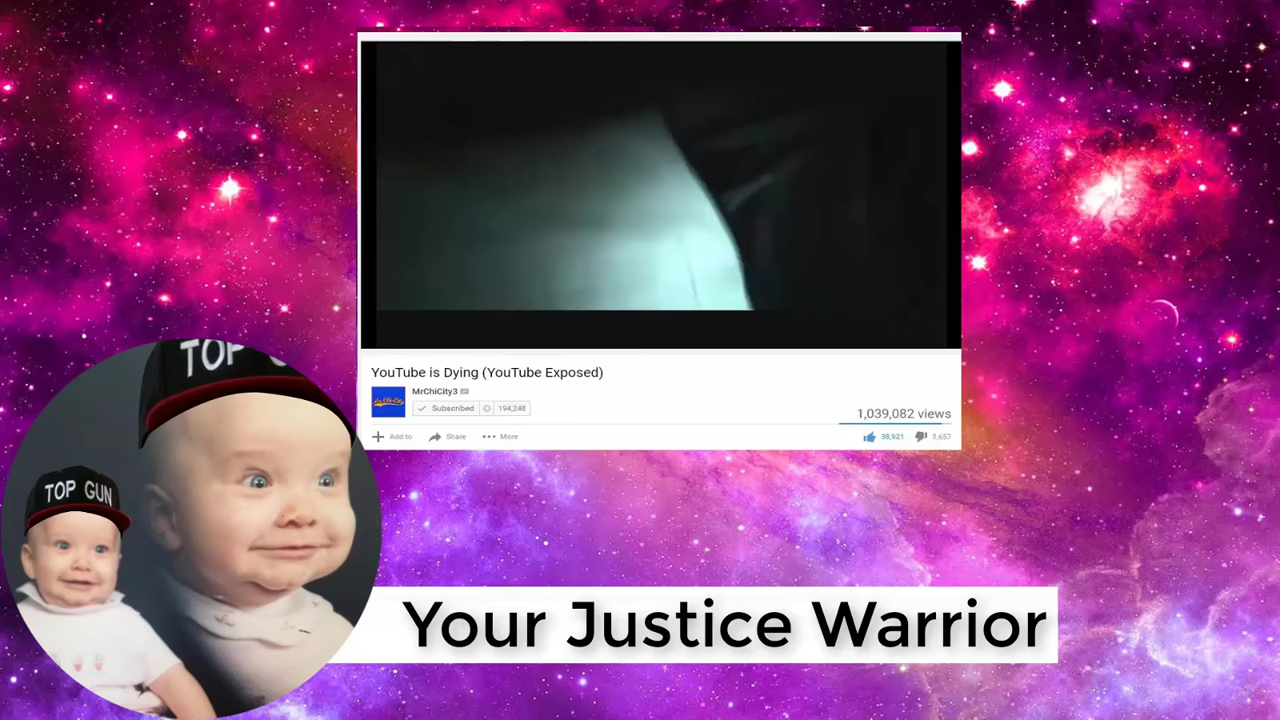 YouTube is Dying (YouTube Exposed)
MrChiCity3
Subscribed 194,248
1,039,082 views
Add to Share More
38,921 3,657
TOP G
TOP GUN
Your Justice Warrior